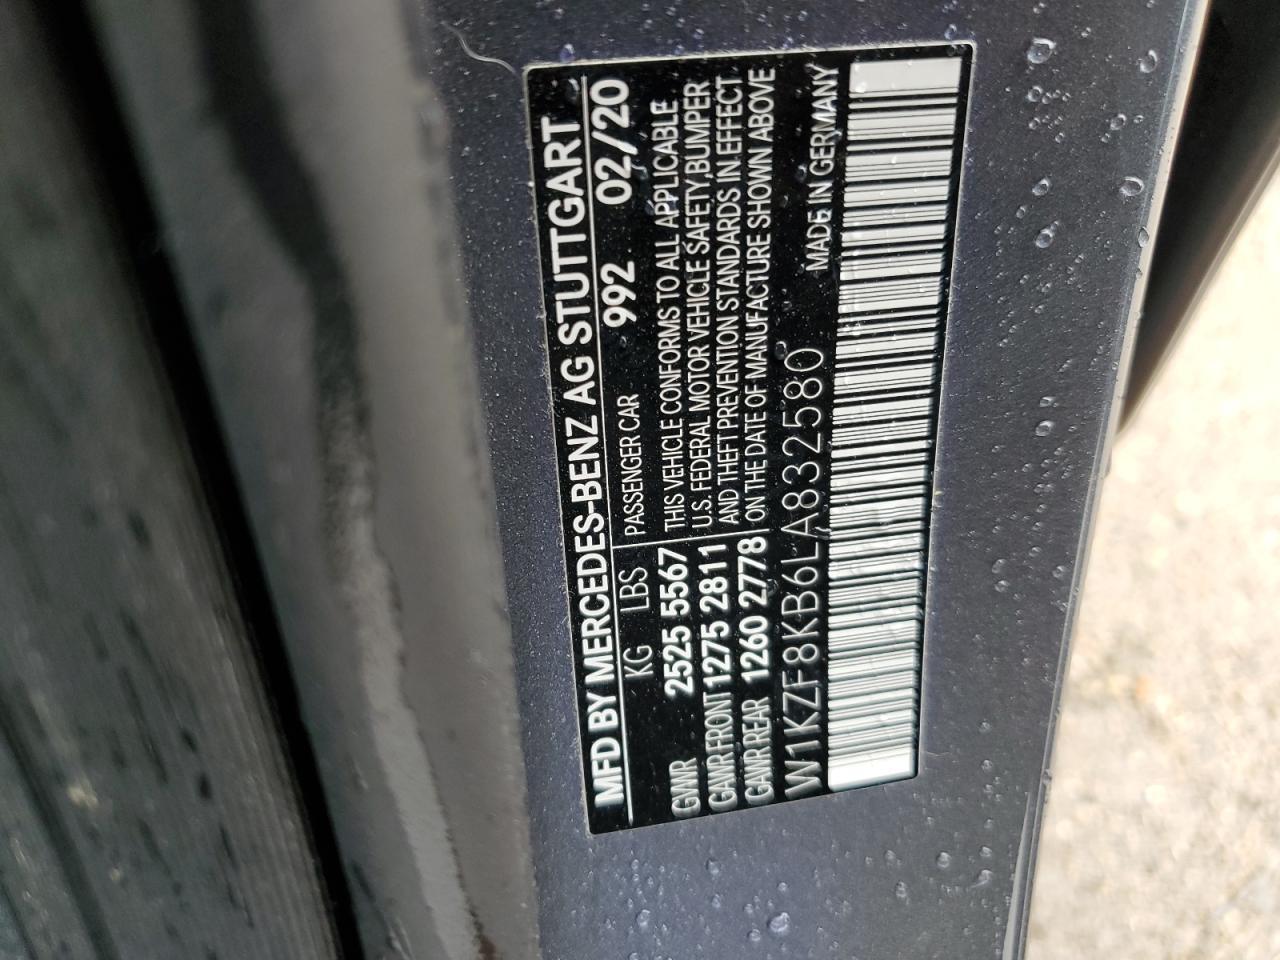 MFD BY MERCEDES-BENZ AG STUTTGART
KG LBS 992 02/20
PASSENGER CAR
GVWR 2525 5567 THIS VEHICLE CONFORMS TO ALL APPLICABLE
GAWR FRONT 1275 2811 U.S. FEDERAL MOTOR VEHICLE SAFETY,BUMPER
GAWR REAR 1260 2778 AND THEFT PREVENTION STANDARDS IN EFFECT
ON THE DATE OF MANUFACTURE SHOWN ABOVE
W1KZF8KB6LA832580 MADE IN GERMANY